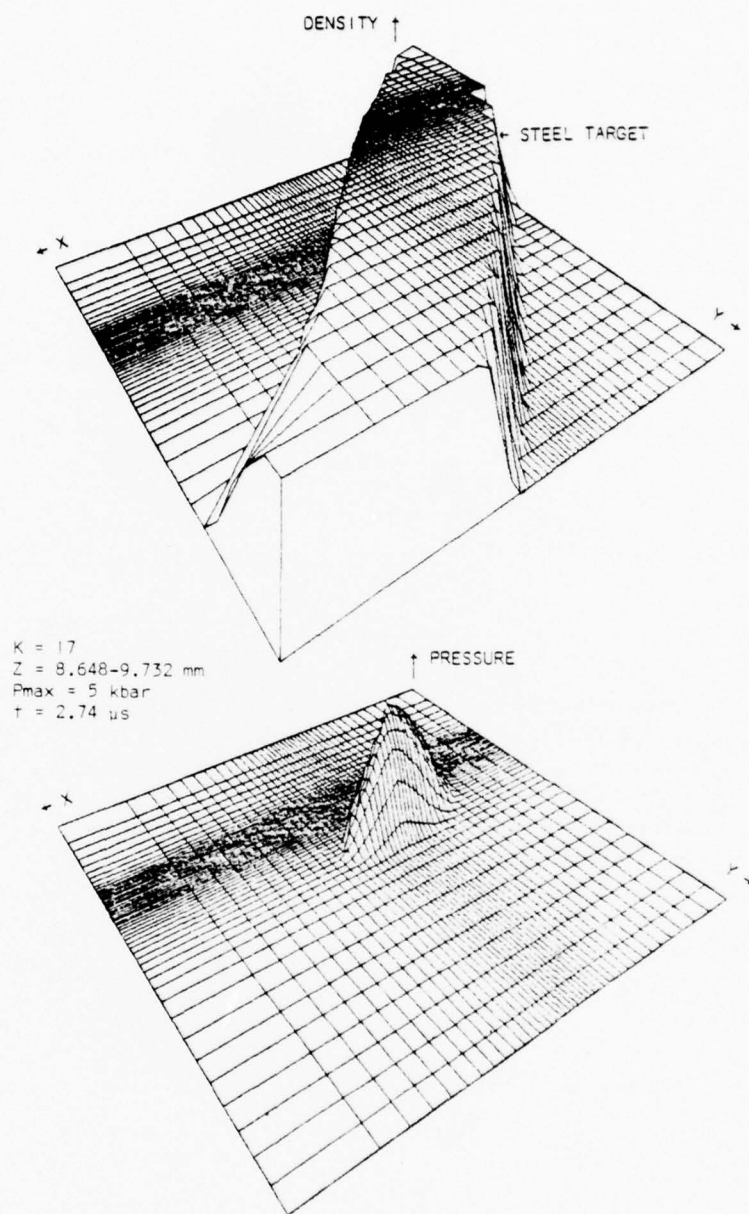 DENSITY ↑
← STEEL TARGET
← X
Y →
K = 17
Z = 8.648-9.732 mm
Pmax = 5 kbar
t = 2.74 μs
↑ PRESSURE
← X
Y →